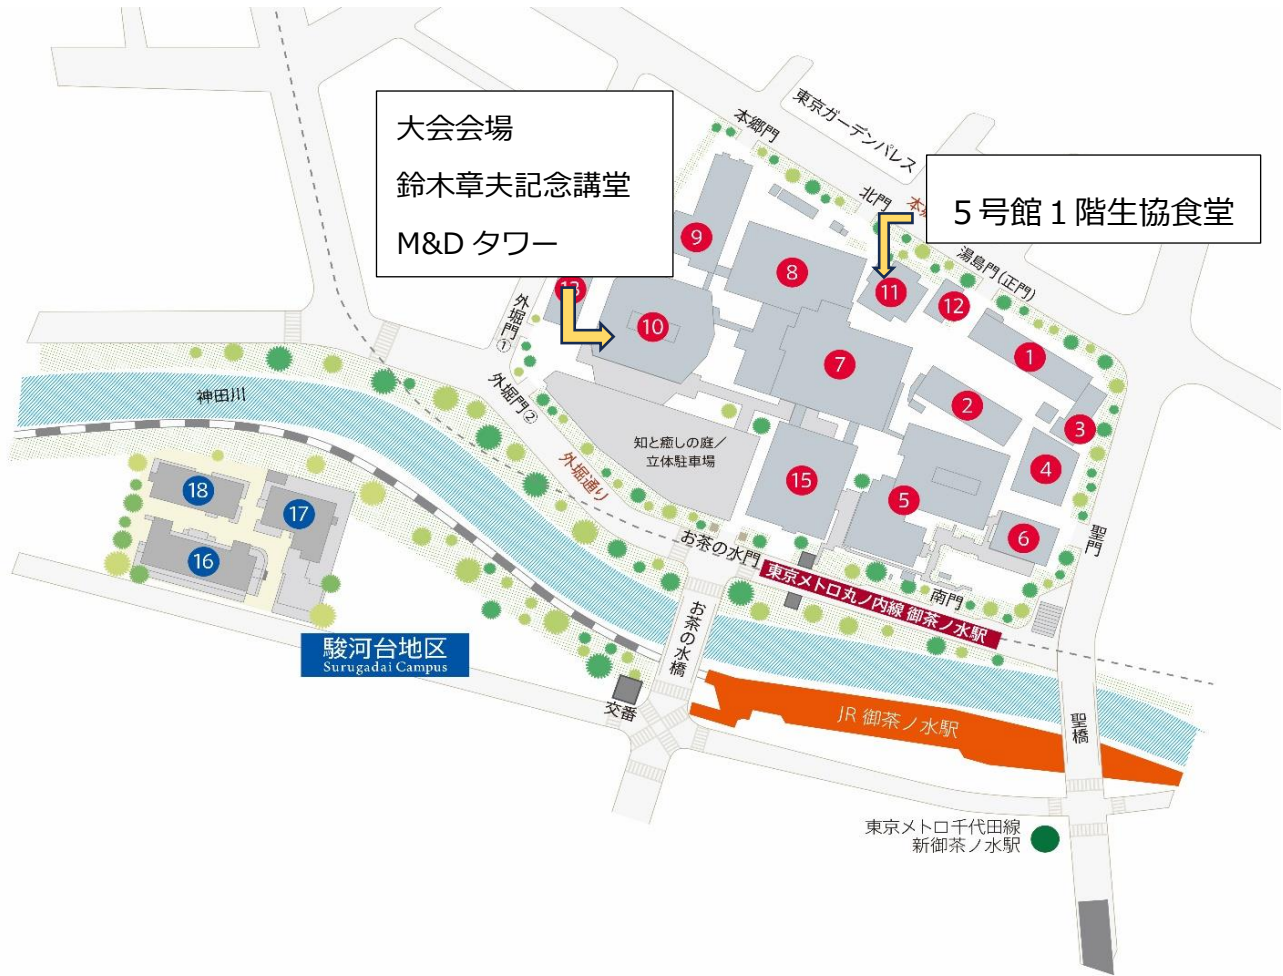 大会会場
鈴木章夫記念講堂
M&D タワー
本郷門
東京ガーデンパレス
北門
本
５号館１階生協食堂
湯島門(正門)
9
8
11
12
13
10
1
外堀門①
7
2
3
外堀門②
神田川
知と癒しの庭／
立体駐車場
4
外堀通り
15
5
18
17
6
聖門
16
お茶の水門
東京メトロ丸ノ内線 御茶ノ水駅
南門
駿河台地区
Surugadai Campus
お茶の水橋
交番
JR 御茶ノ水駅
聖橋
東京メトロ千代田線
新御茶ノ水駅